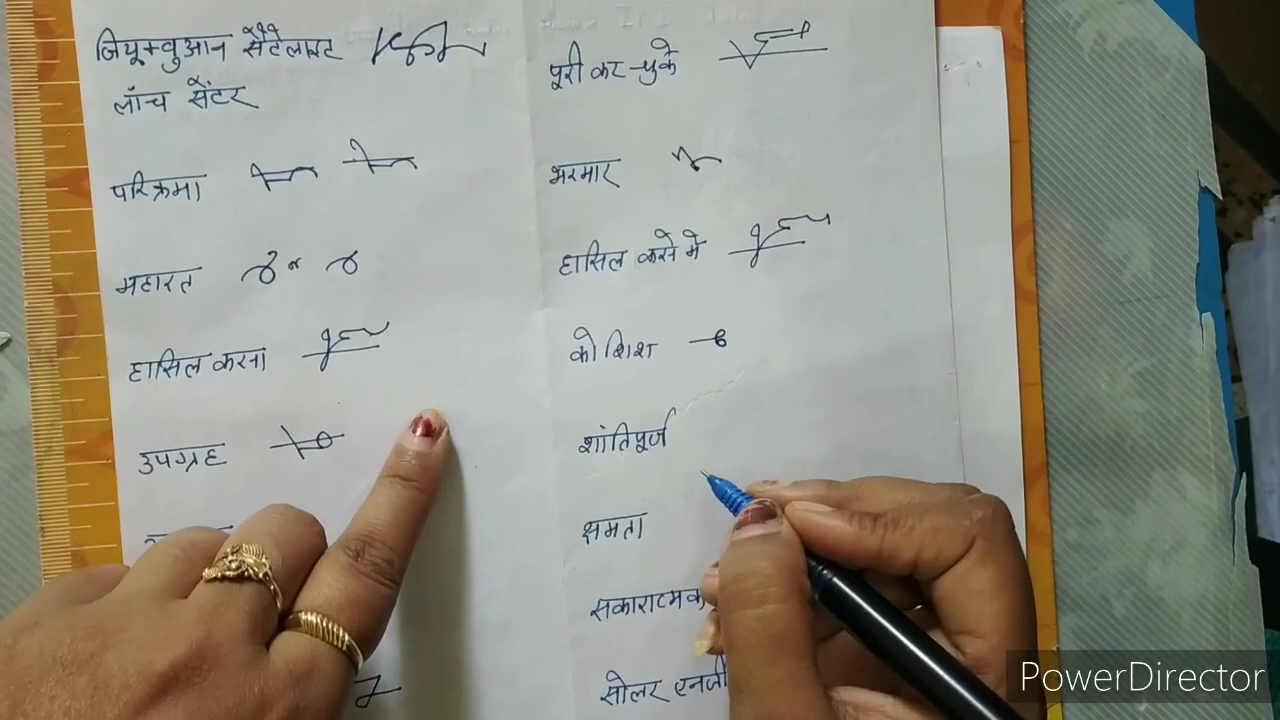 जियूक्वुआन सैटेलाइट
लॉंच सेंटर
परिक्रमा
महारत
हासिल करना
उपग्रह
पूरी कर चुके
भरमार
हासिल करने में
कोशिश
शांतिपूर्ण
क्षमता
सकारात्मक
सोलर एनर्जी
PowerDirector